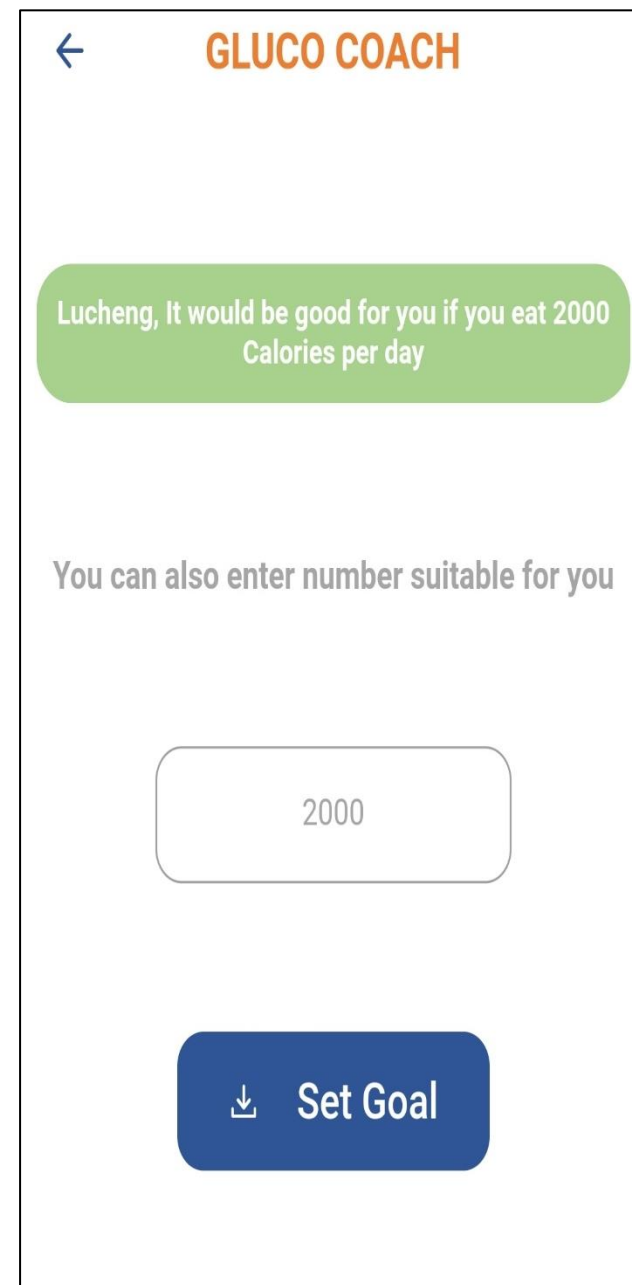 GLUCO COACH
Lucheng, It would be good for you if you eat 2000
Calories per day
You can also enter number suitable for you
2000
Set Goal